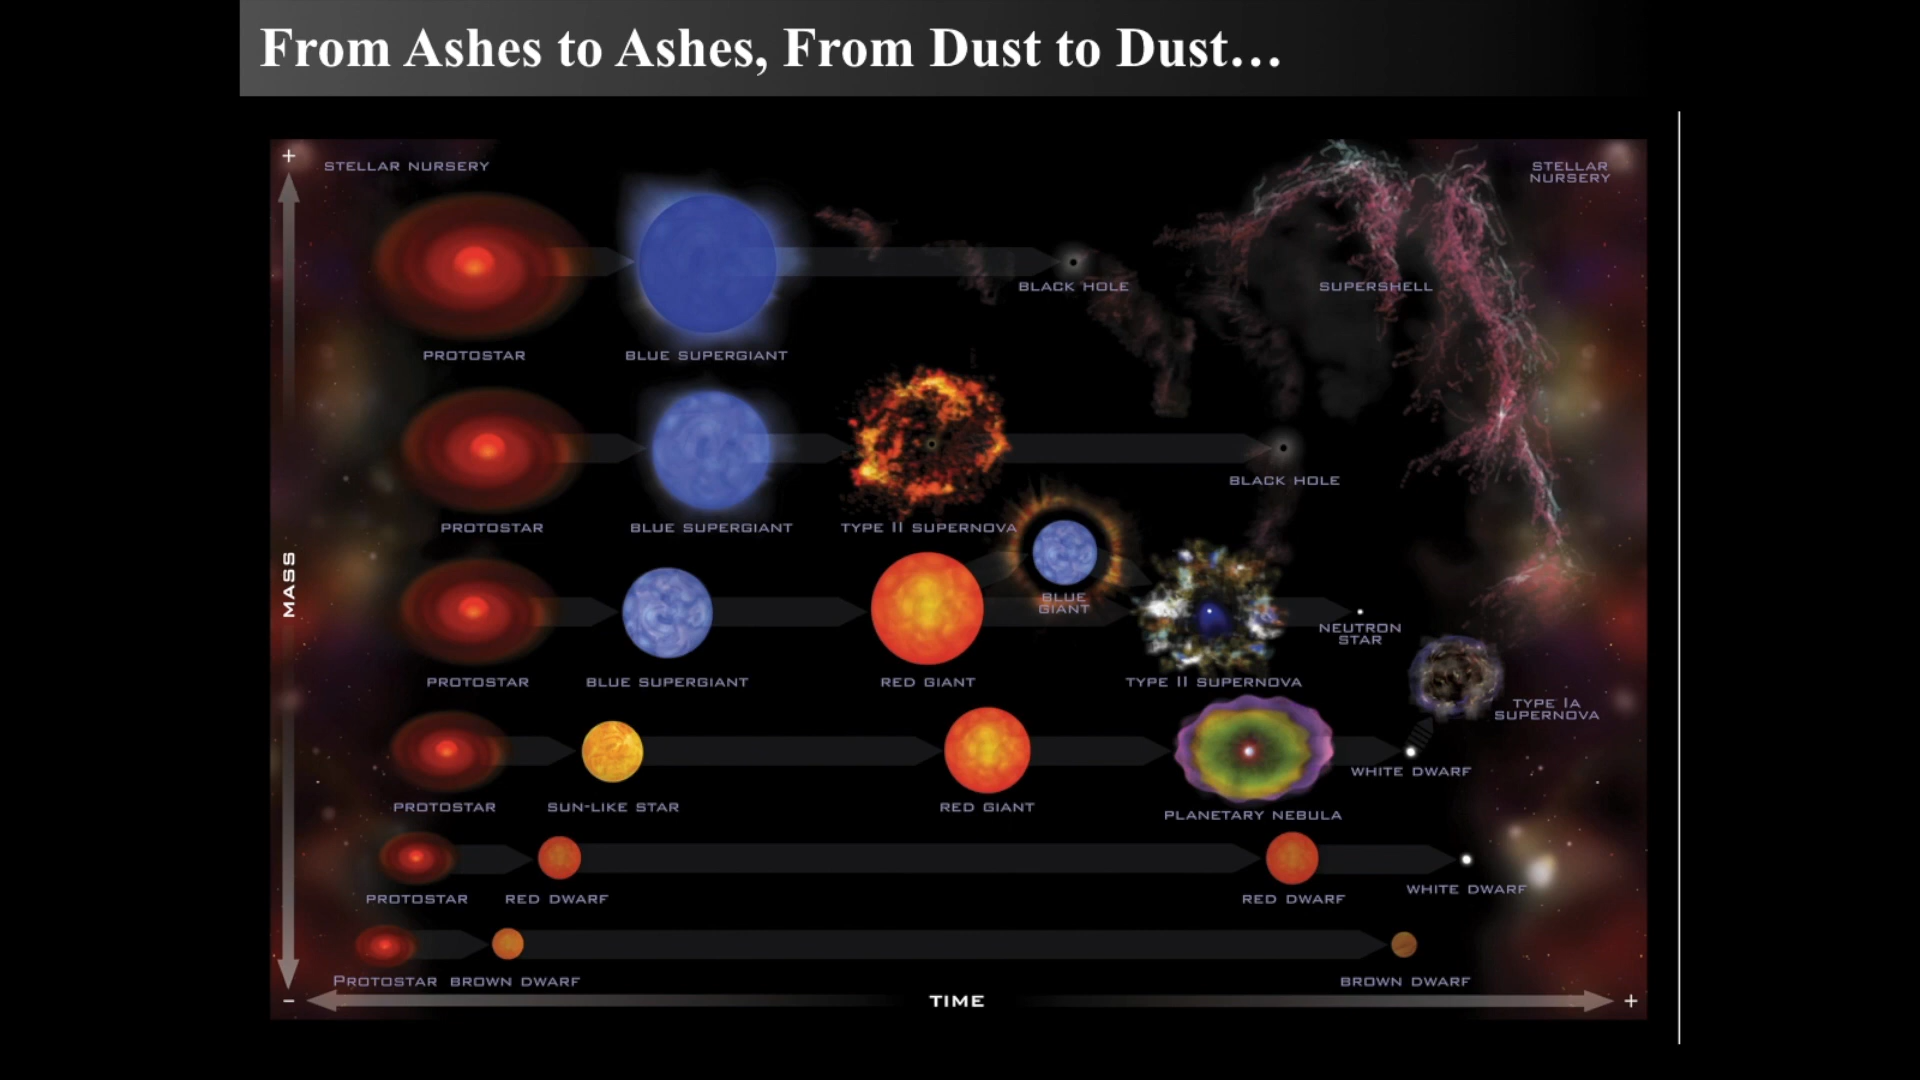 From Ashes to Ashes, From Dust to Dust…
+
STELLAR NURSERY
STELLAR
NURSERY
BLACK HOLE
SUPERSHELL
PROTOSTAR
BLUE SUPERGIANT
BLACK HOLE
PROTOSTAR
BLUE SUPERGIANT
TYPE II SUPERNOVA
MASS
BLUE
GIANT
NEUTRON
STAR
PROTOSTAR
BLUE SUPERGIANT
RED GIANT
TYPE II SUPERNOVA
TYPE IA
SUPERNOVA
WHITE DWARF
PROTOSTAR
SUN-LIKE STAR
RED GIANT
PLANETARY NEBULA
WHITE DWARF
PROTOSTAR
RED DWARF
RED DWARF
PROTOSTAR
BROWN DWARF
BROWN DWARF
–
TIME
+